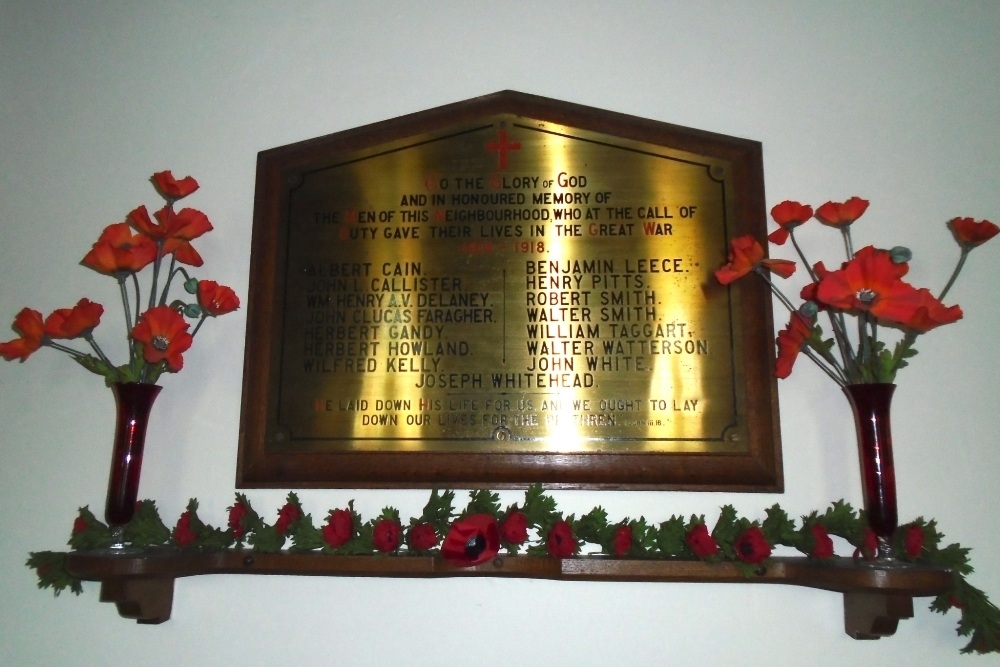 To the Glory of God
and in honoured memory of
the Men of this Neighbourhood, who at the call of
Duty gave their lives in the Great War
1914 - 1918.
Albert Cain.
John L. Callister.
Wm Henry A.V. Delaney.
John Clucas Faragher.
Herbert Gandy.
Herbert Howland.
Wilfred Kelly.
Benjamin Leece.
Henry Pitts.
Robert Smith.
Walter Smith.
William Taggart.
Walter Watterson.
John White.
Joseph Whitehead.
He laid down His life for us and we ought to lay
down our lives for the brethren.